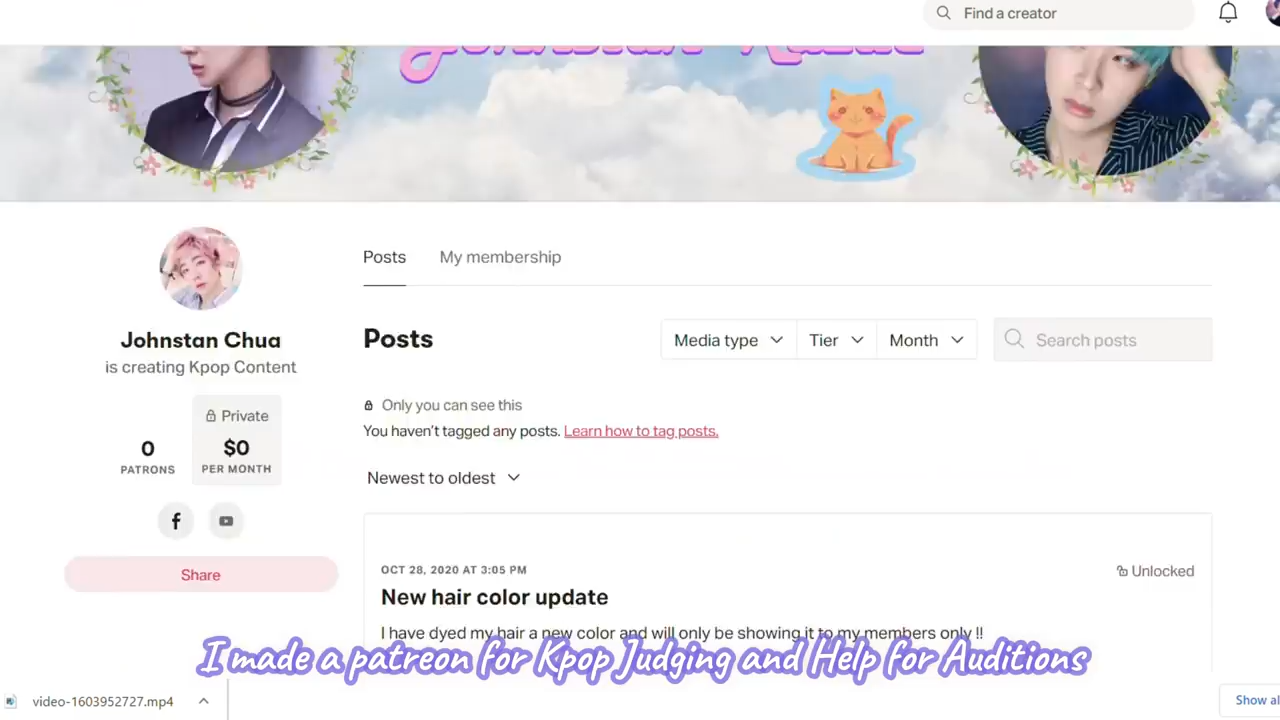 Find a creator
Johnstan
Posts
My membership
Johnstan Chua
is creating Kpop Content
Posts
Media type
Tier
Month
Search posts
Only you can see this
You haven't tagged any posts. Learn how to tag posts.
Private
0
$0
PATRONS
PER MONTH
Newest to oldest
Share
OCT 28, 2020 AT 3:05 PM
Unlocked
New hair color update
I have dyed my hair a new color and will only be showing it to my members only !!
I made a patreon for Kpop Judging and Help for Auditions
video-1603952727.mp4
Show al